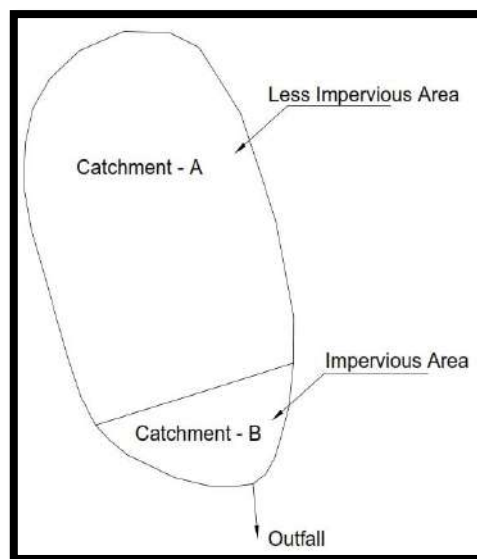 Less Impervious Area
Catchment - A
Impervious Area
Catchment - B
Outfall